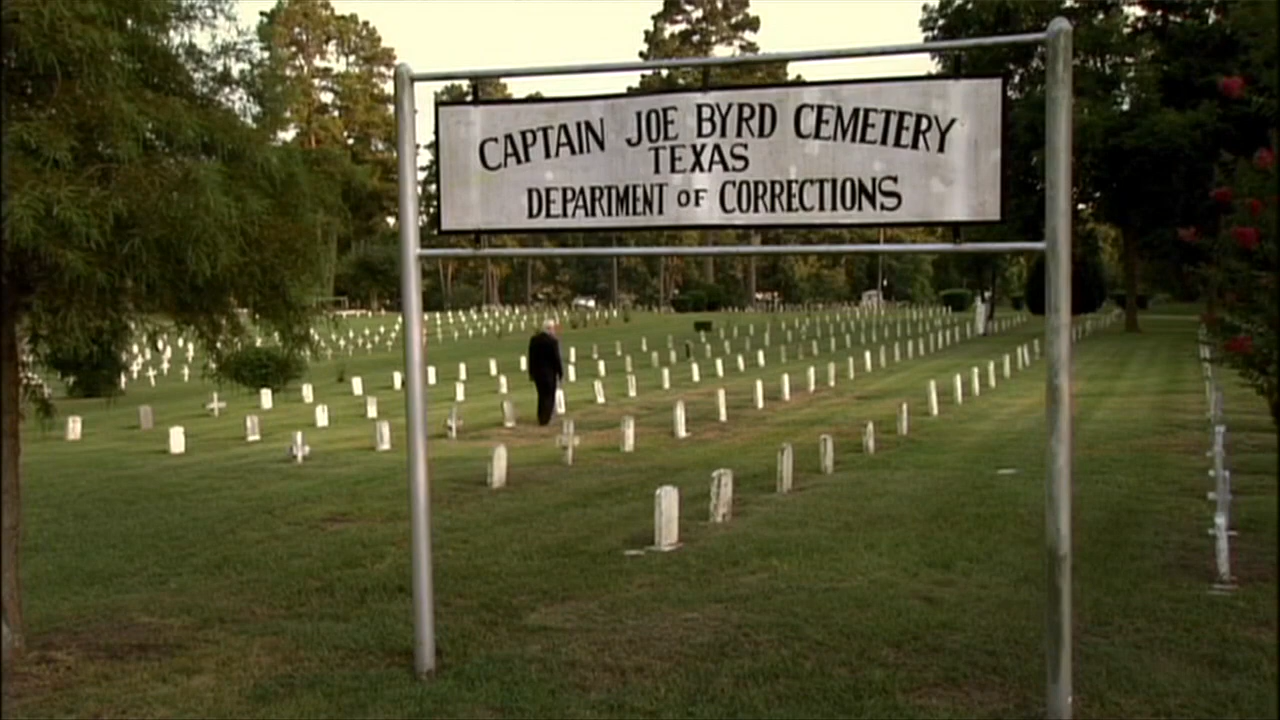 CAPTAIN JOE BYRD CEMETERY
TEXAS
DEPARTMENT OF CORRECTIONS